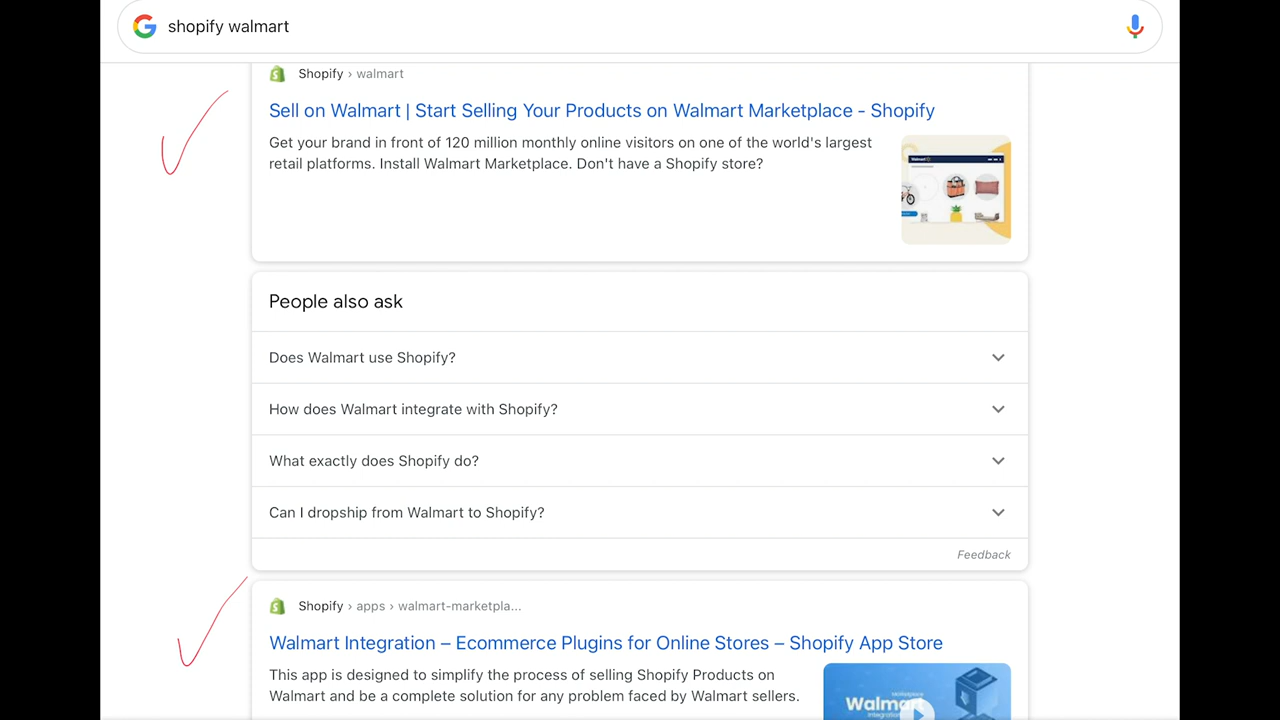 shopify walmart
Shopify › walmart
Sell on Walmart | Start Selling Your Products on Walmart Marketplace - Shopify
Get your brand in front of 120 million monthly online visitors on one of the world's largest
retail platforms. Install Walmart Marketplace. Don't have a Shopify store?
People also ask
Does Walmart use Shopify?
How does Walmart integrate with Shopify?
What exactly does Shopify do?
Can I dropship from Walmart to Shopify?
Feedback
Shopify › apps › walmart-marketpla...
Walmart Integration – Ecommerce Plugins for Online Stores – Shopify App Store
This app is designed to simplify the process of selling Shopify Products on
Walmart and be a complete solution for any problem faced by Walmart sellers.
Walmart